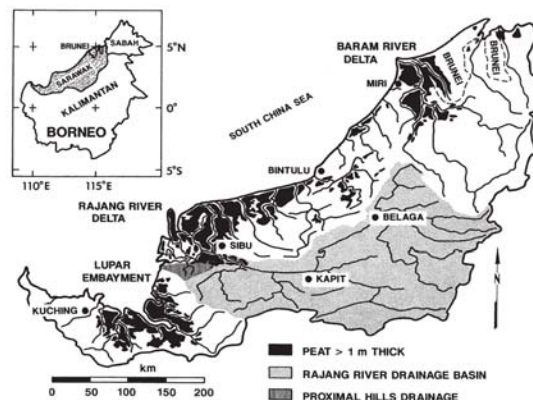 BRUNEI
SABAH
5°N
SARAWAK
KALIMANTAN
0°
BORNEO
5°S
110°E
115°E
BARAM RIVER
DELTA
MIRI
BRUNEI
BRUNEI
SOUTH CHINA SEA
BINTULU
RAJANG RIVER
DELTA
BELAGA
SIBU
LUPAR
EMBAYMENT
KAPIT
KUCHING
N
km
0 50 100 150 200
PEAT > 1 m THICK
RAJANG RIVER DRAINAGE BASIN
PROXIMAL HILLS DRAINAGE